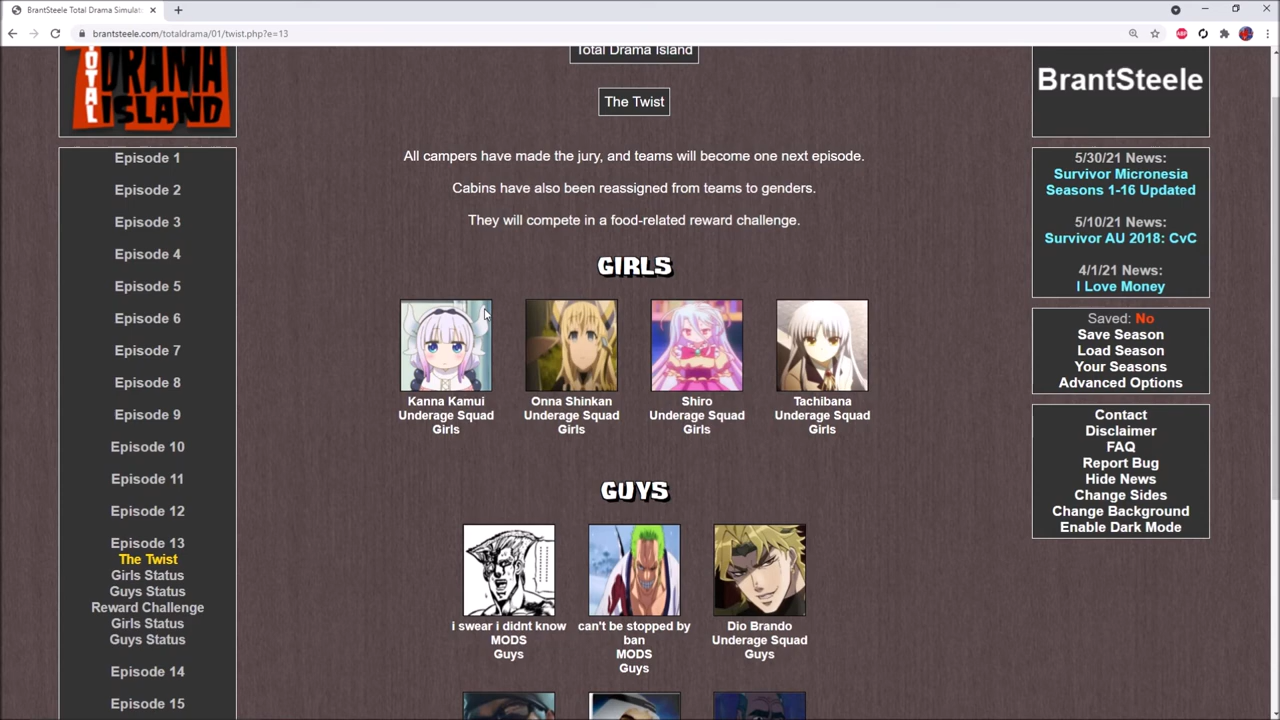 BrantSteele Total Drama Simulat
brantsteele.com/totaldrama/01/twist.php?e=13
TOTAL
DRAMA
ISLAND
Episode 1
Episode 2
Episode 3
Episode 4
Episode 5
Episode 6
Episode 7
Episode 8
Episode 9
Episode 10
Episode 11
Episode 12
Episode 13
The Twist
Girls Status
Guys Status
Reward Challenge
Girls Status
Guys Status
Episode 14
Episode 15
Total Drama Island
The Twist
All campers have made the jury, and teams will become one next episode.
Cabins have also been reassigned from teams to genders.
They will compete in a food-related reward challenge.
GIRLS
Kanna Kamui
Underage Squad
Girls
Onna Shinkan
Underage Squad
Girls
Shiro
Underage Squad
Girls
Tachibana
Underage Squad
Girls
GUYS
i swear i didnt know
MODS
Guys
can't be stopped by
ban
MODS
Guys
Dio Brando
Underage Squad
Guys
BrantSteele
5/30/21 News:
Survivor Micronesia
Seasons 1-16 Updated
5/10/21 News:
Survivor AU 2018: CvC
4/1/21 News:
I Love Money
Saved: No
Save Season
Load Season
Your Seasons
Advanced Options
Contact
Disclaimer
FAQ
Report Bug
Hide News
Change Sides
Change Background
Enable Dark Mode